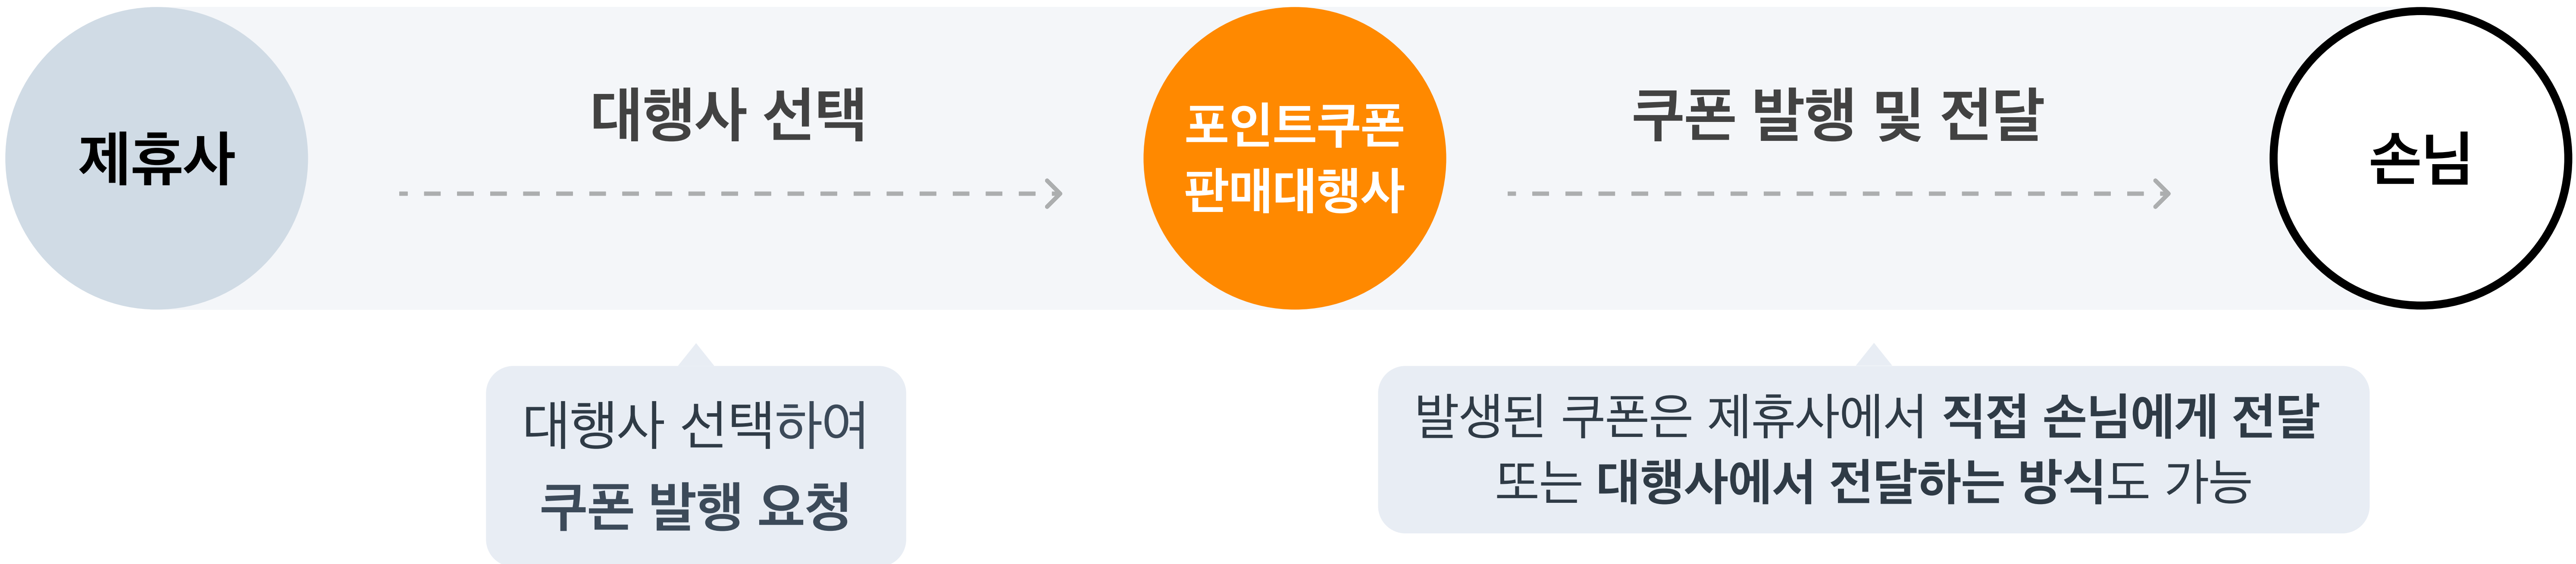 제휴사
대행사 선택
포인트쿠폰
판매대행사
쿠폰 발행 및 전달
손님
대행사 선택하여
쿠폰 발행 요청
발생된 쿠폰은 제휴사에서 직접 손님에게 전달
또는 대행사에서 전달하는 방식도 가능